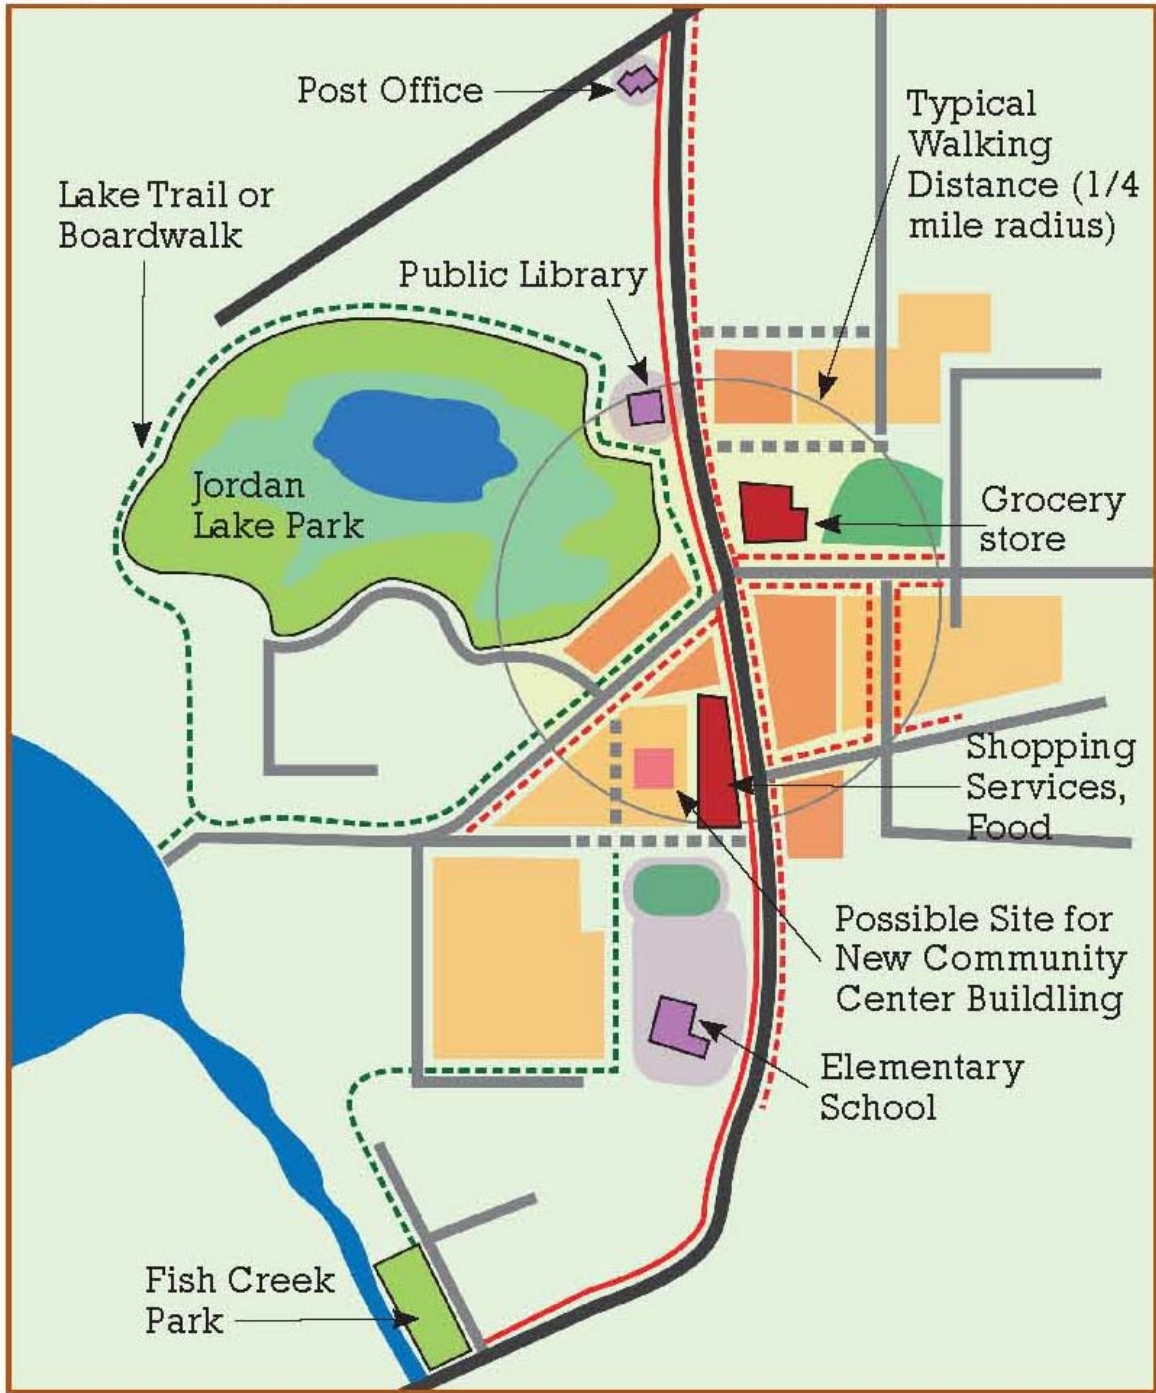 Post Office
Typical
Walking
Distance (1/4
mile radius)
Lake Trail or
Boardwalk
Public Library
Jordan
Lake Park
Grocery
store
Shopping
Services,
Food
Possible Site for
New Community
Center Buildling
Elementary
School
Fish Creek
Park